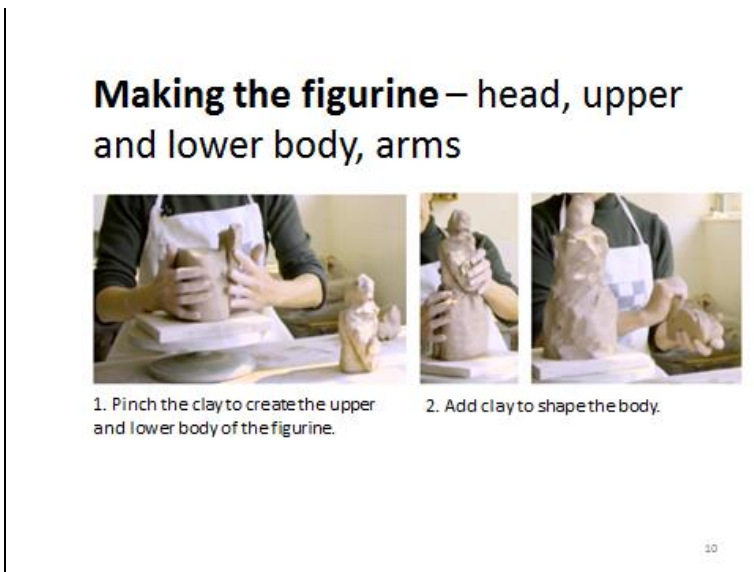 Making the figurine – head, upper
and lower body, arms
1. Pinch the clay to create the upper
and lower body of the figurine.
2. Add clay to shape the body.
10